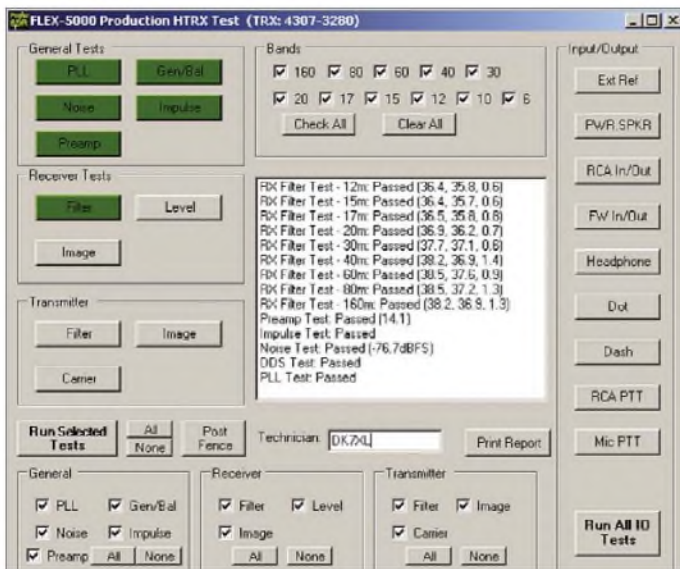 FLEX-5000 Production HTRX Test (TRX: 4307-3280)
General Tests
PLL Gen/Bal
Noise Impulse
Preamp
Bands
160 80 60 40 30
20 17 15 12 10 6
Check All Clear All
Input/Output
Ext Ref
PWR.SPKR
RCA In/Out
FW In/Out
Headphone
Dot
Dash
RCA PTT
Mic PTT
Run All IO
Tests
Receiver Tests
Filter Level
Image
RX Filter Test - 12m: Passed (36.4, 35.8, 0.6)
RX Filter Test - 15m: Passed (36.4, 35.7, 0.6)
RX Filter Test - 17m: Passed (36.5, 35.8, 0.8)
RX Filter Test - 20m: Passed (36.9, 36.2, 0.7)
RX Filter Test - 30m: Passed (37.7, 37.1, 0.6)
RX Filter Test - 40m: Passed (38.2, 36.9, 1.4)
RX Filter Test - 60m: Passed (38.5, 37.6, 0.9)
RX Filter Test - 80m: Passed (38.5, 37.2, 1.3)
RX Filter Test - 160m: Passed (38.2, 36.9, 1.3)
Preamp Test: Passed (14.1)
Impulse Test: Passed
Noise Test: Passed (-76.7dBFS)
DDS Test: Passed
PLL Test: Passed
Transmitter
Filter Image
Carrier
Run Selected
Tests
All
None
Post
Fence
Technician: DK7XL
Print Report
General
PLL Gen/Bal
Noise Impulse
Preamp All None
Receiver
Filter Level
Image
All None
Transmitter
Filter Image
Carrier
All None